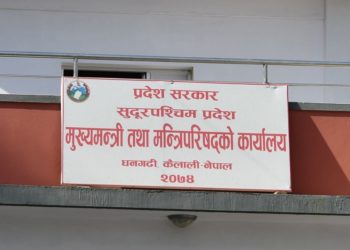 प्रदेश सरकार
सुदूरपश्चिम प्रदेश
मुख्यमन्त्री तथा मन्त्रिपरिषद्को कार्यालय
धनगढी, कैलाली-नेपाल
२०७४